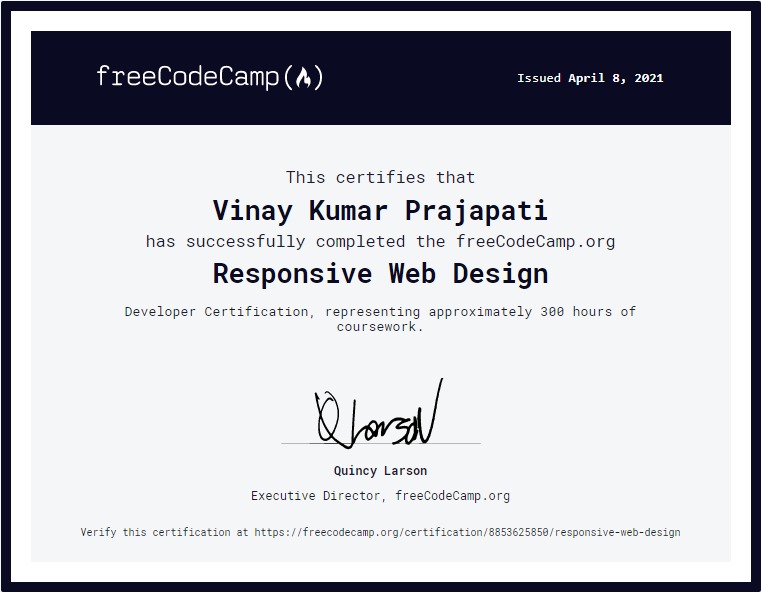 freeCodeCamp(🔥)
Issued April 8, 2021
This certifies that
Vinay Kumar Prajapati
has successfully completed the freeCodeCamp.org
Responsive Web Design
Developer Certification, representing approximately 300 hours of
coursework.
Q Larson
Quincy Larson
Executive Director, freeCodeCamp.org
Verify this certification at https://freecodecamp.org/certification/8853625850/responsive-web-design